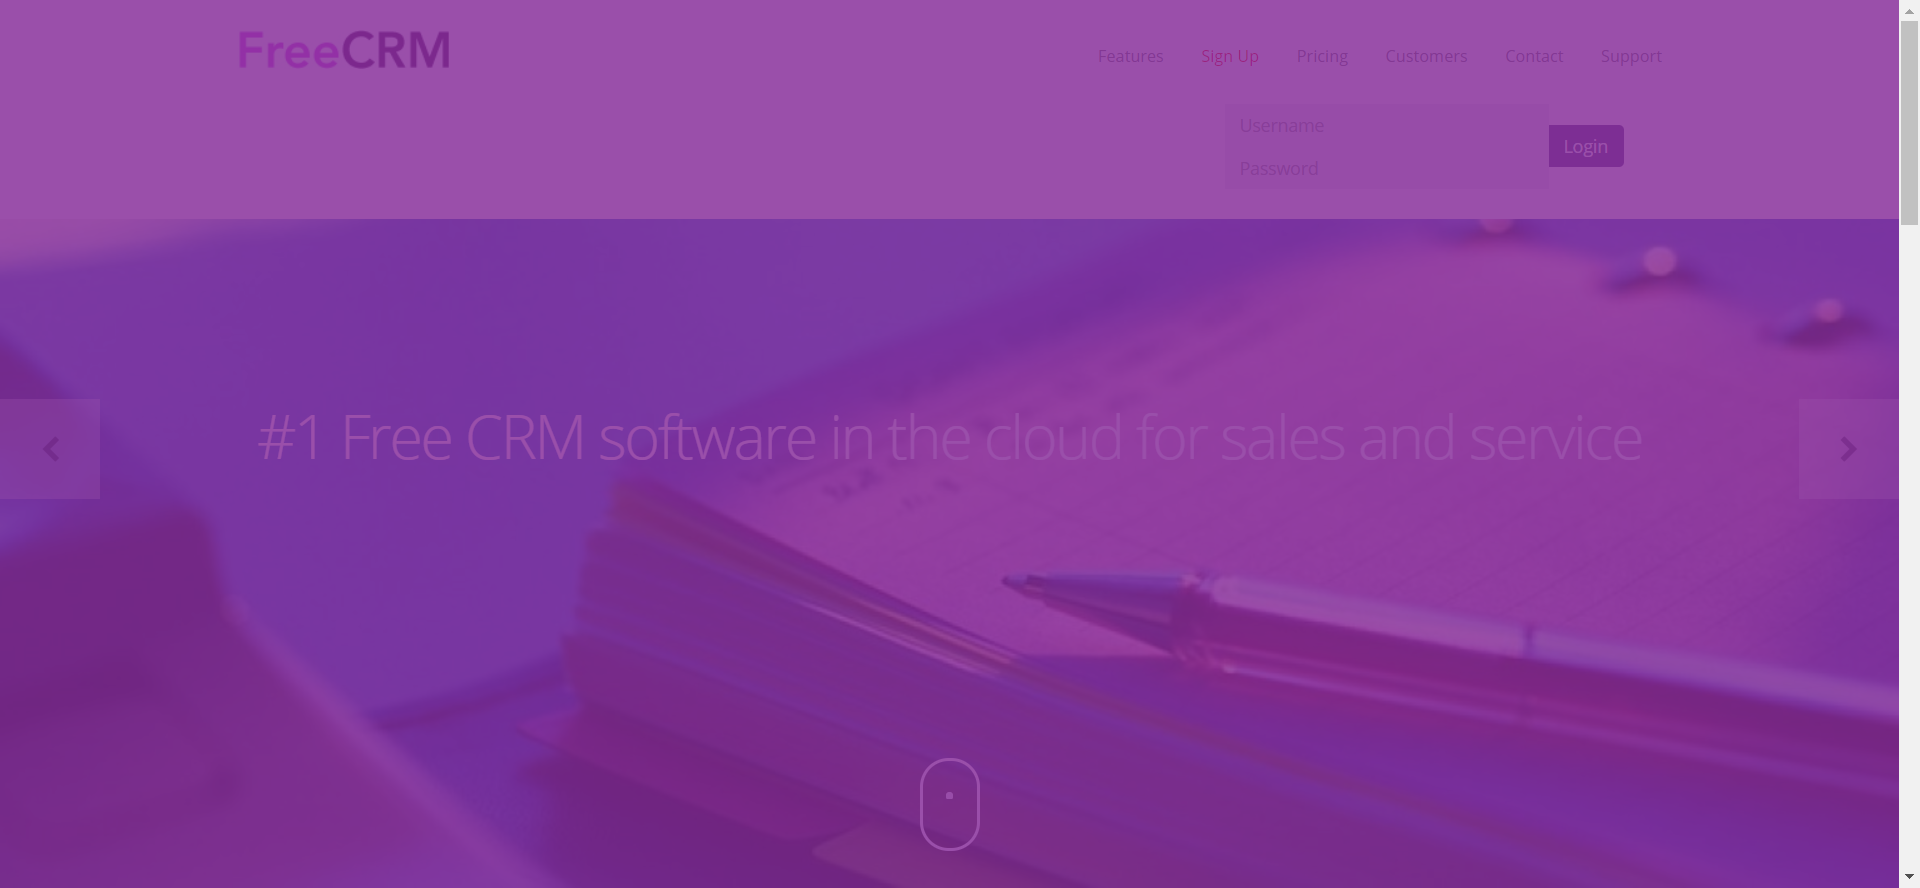 FreeCRM
Features Sign Up Pricing Customers Contact Support
Username
Login
Password
#1 Free CRM software in the cloud for sales and service